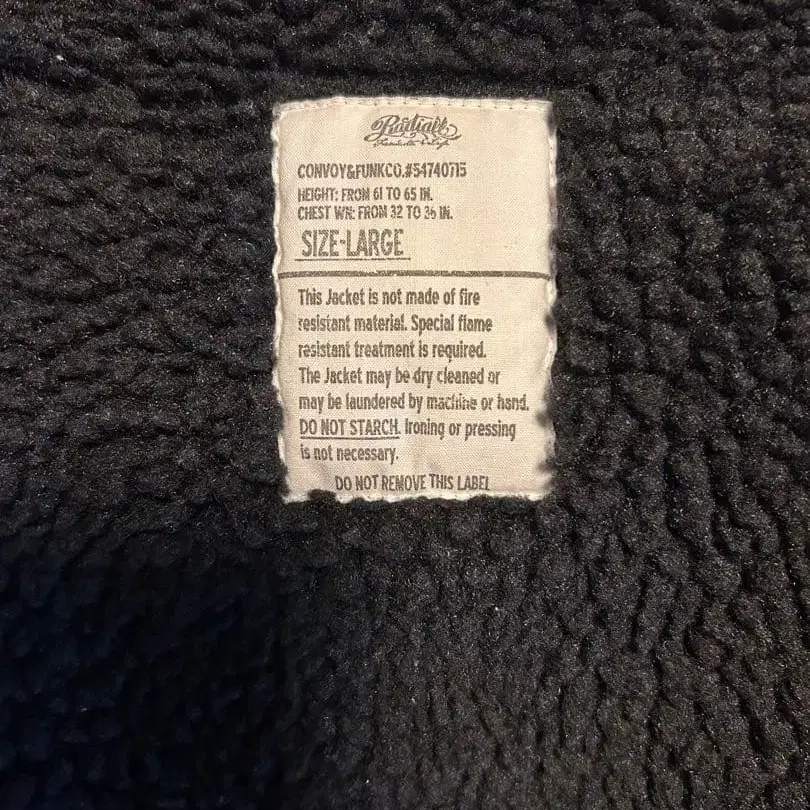 Radiall
CONVOY&FUNKCO.#54740715
HEIGHT: FROM 61 TO 65 IN.
CHEST WN: FROM 32 TO 36 IN.
SIZE-LARGE
This Jacket is not made of fire
resistant material. Special flame
resistant treatment is required.
The Jacket may be dry cleaned or
may be laundered by machine or hand.
DO NOT STARCH. Ironing or pressing
is not necessary.
DO NOT REMOVE THIS LABEL